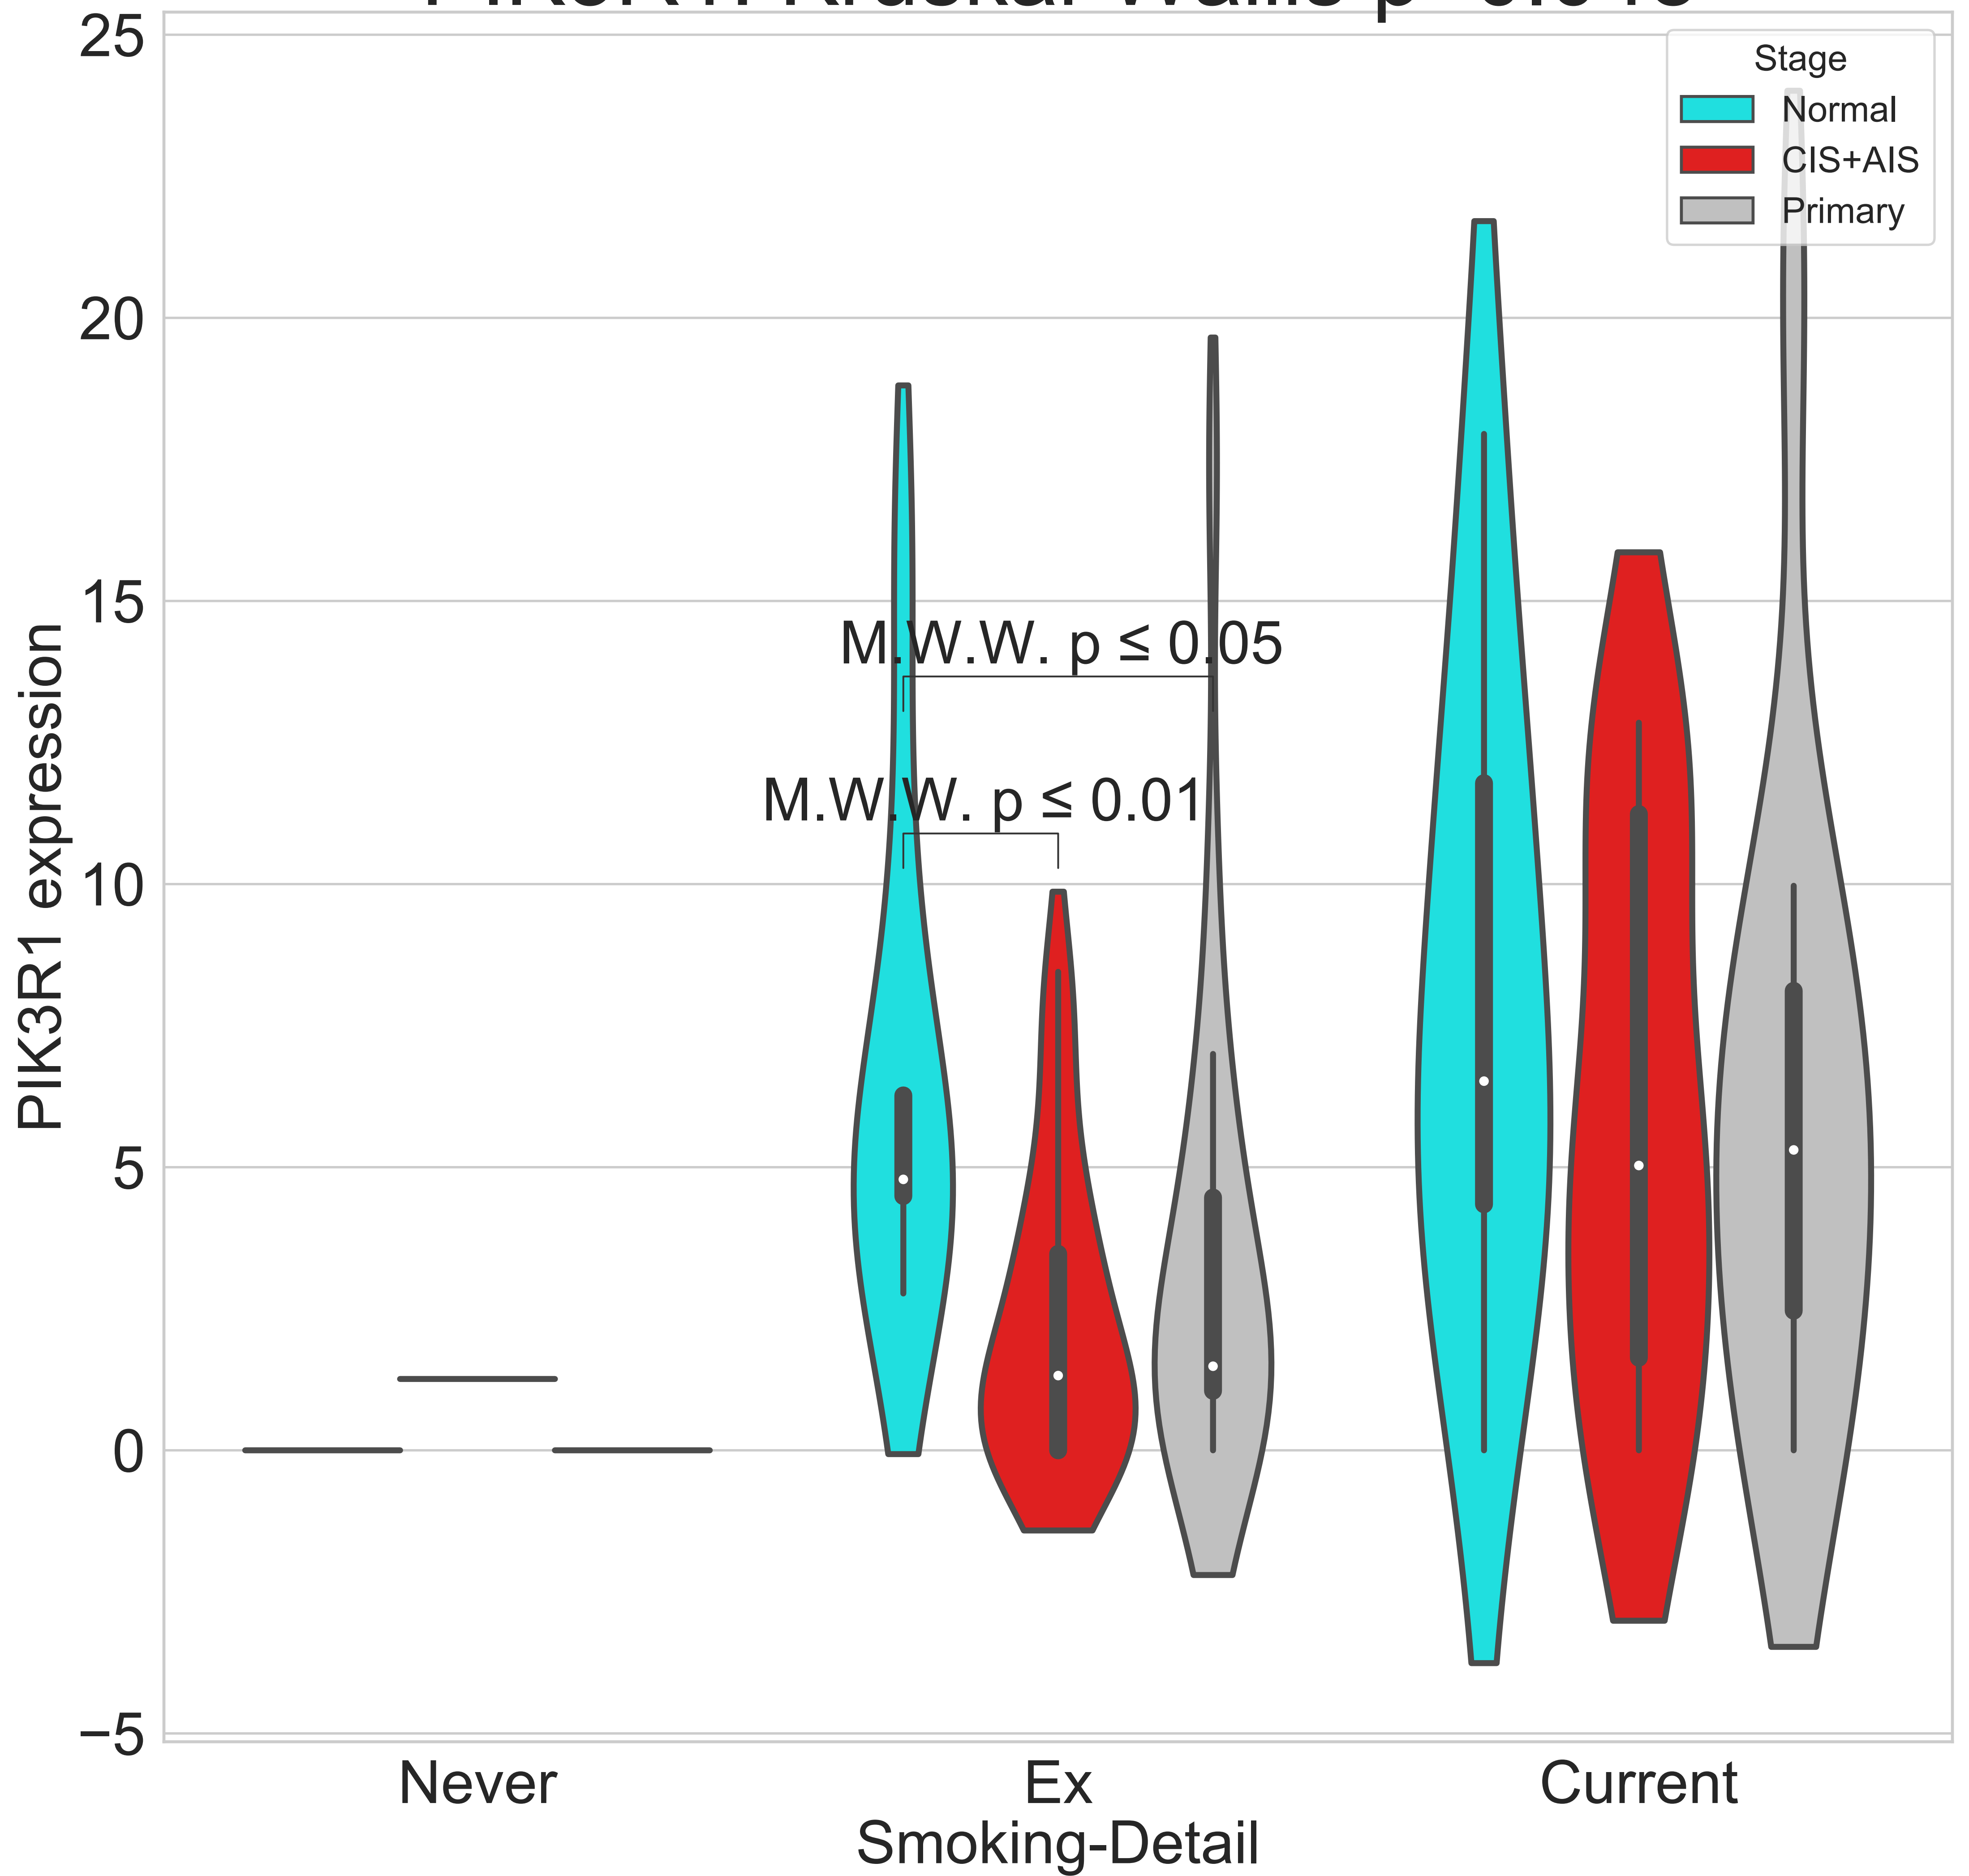 25
20
15
10
5
0
−5
PIK3R1 expression
Stage
Normal
CIS+AIS
Primary
M.W.W. p ≤ 0.05
M.W.W. p ≤ 0.01
Never
Ex
Current
Smoking-Detail